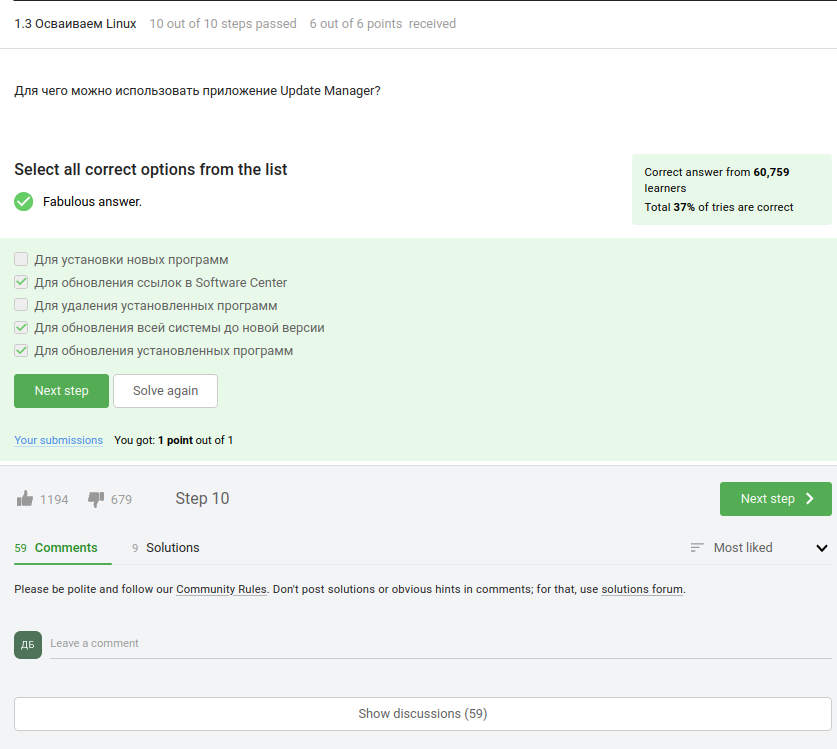 1.3 Осваиваем Linux 10 out of 10 steps passed 6 out of 6 points received
Для чего можно использовать приложение Update Manager?
Select all correct options from the list
Fabulous answer.
Correct answer from 60,759
learners
Total 37% of tries are correct
Для установки новых программ
Для обновления ссылок в Software Center
Для удаления установленных программ
Для обновления всей системы до новой версии
Для обновления установленных программ
Next step Solve again
Your submissions You got: 1 point out of 1
1194 679 Step 10 Next step
59 Comments 9 Solutions Most liked
Please be polite and follow our Community Rules. Don't post solutions or obvious hints in comments; for that, use solutions forum.
ДБ Leave a comment
Show discussions (59)